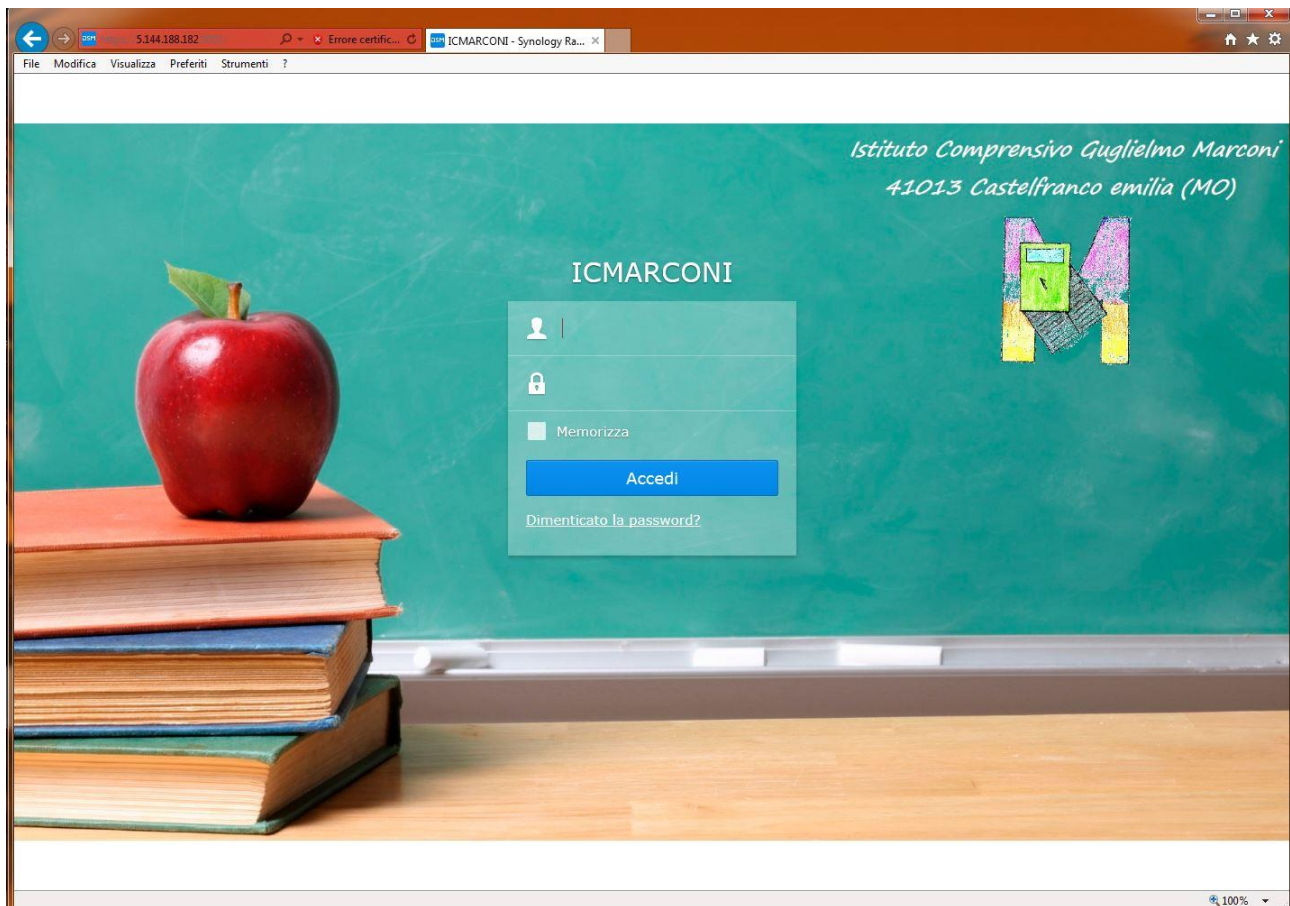 5.144.188.182
Errore certific...
ICMARCONI - Synology Ra...
File Modifica Visualizza Preferiti Strumenti ?
Istituto Comprensivo Guglielmo Marconi
41013 Castelfranco emilia (MO)
ICMARCONI
Memorizza
Accedi
Dimenticato la password?
100%